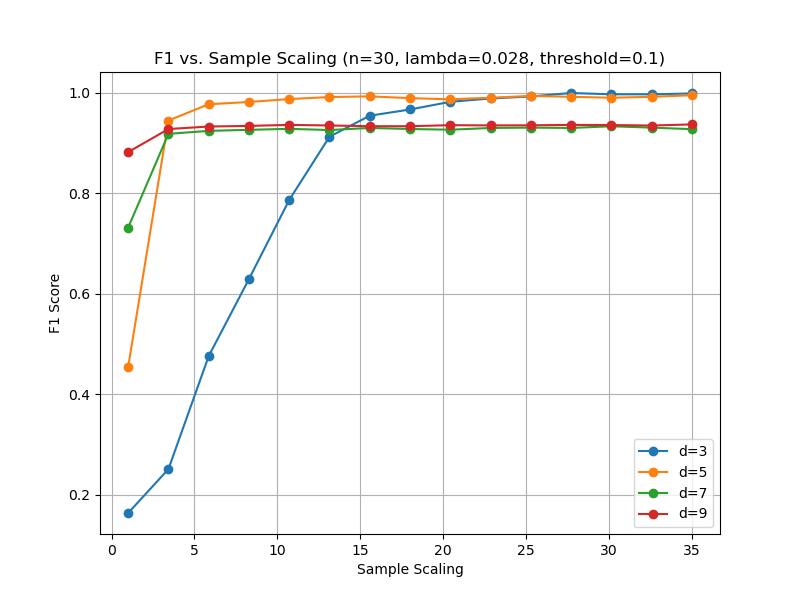 F1 vs. Sample Scaling (n=30, lambda=0.028, threshold=0.1)
F1 Score
1.0
0.8
0.6
0.4
0.2
0 5 10 15 20 25 30 35
Sample Scaling
d=3
d=5
d=7
d=9